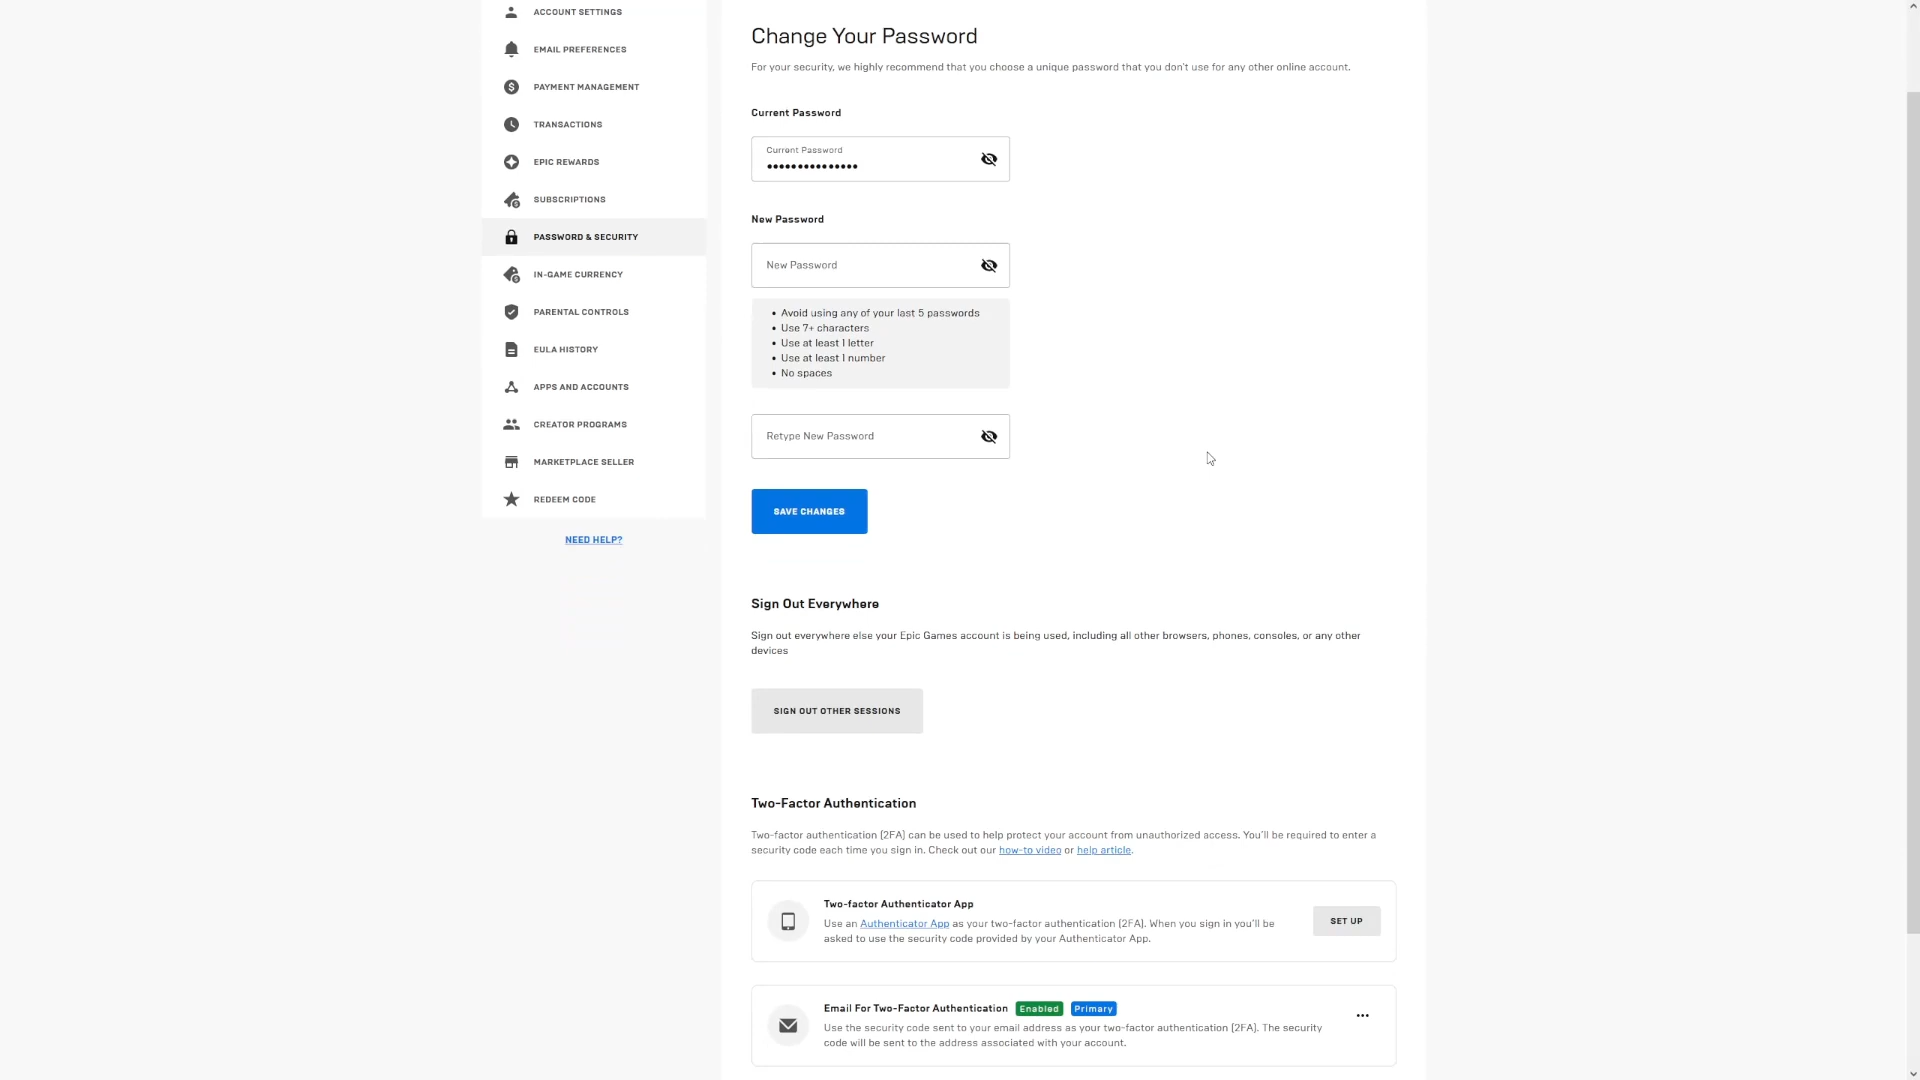 ACCOUNT SETTINGS
EMAIL PREFERENCES
PAYMENT MANAGEMENT
TRANSACTIONS
EPIC REWARDS
SUBSCRIPTIONS
PASSWORD & SECURITY
IN-GAME CURRENCY
PARENTAL CONTROLS
EULA HISTORY
APPS AND ACCOUNTS
CREATOR PROGRAMS
MARKETPLACE SELLER
REDEEM CODE
NEED HELP?
Change Your Password
For your security, we highly recommend that you choose a unique password that you don't use for any other online account.
Current Password
Current Password
•••••••••••••••
New Password
New Password
• Avoid using any of your last 5 passwords
• Use 7+ characters
• Use at least 1 letter
• Use at least 1 number
• No spaces
Retype New Password
SAVE CHANGES
Sign Out Everywhere
Sign out everywhere else your Epic Games account is being used, including all other browsers, phones, consoles, or any other
devices
SIGN OUT OTHER SESSIONS
Two-Factor Authentication
Two-factor authentication (2FA) can be used to help protect your account from unauthorized access. You'll be required to enter a
security code each time you sign in. Check out our how-to video or help article.
Two-factor Authenticator App
Use an Authenticator App as your two-factor authentication (2FA). When you sign in you'll be
asked to use the security code provided by your Authenticator App.
SET UP
Email For Two-Factor Authentication Enabled Primary
Use the security code sent to your email address as your two-factor authentication (2FA). The security
code will be sent to the address associated with your account.